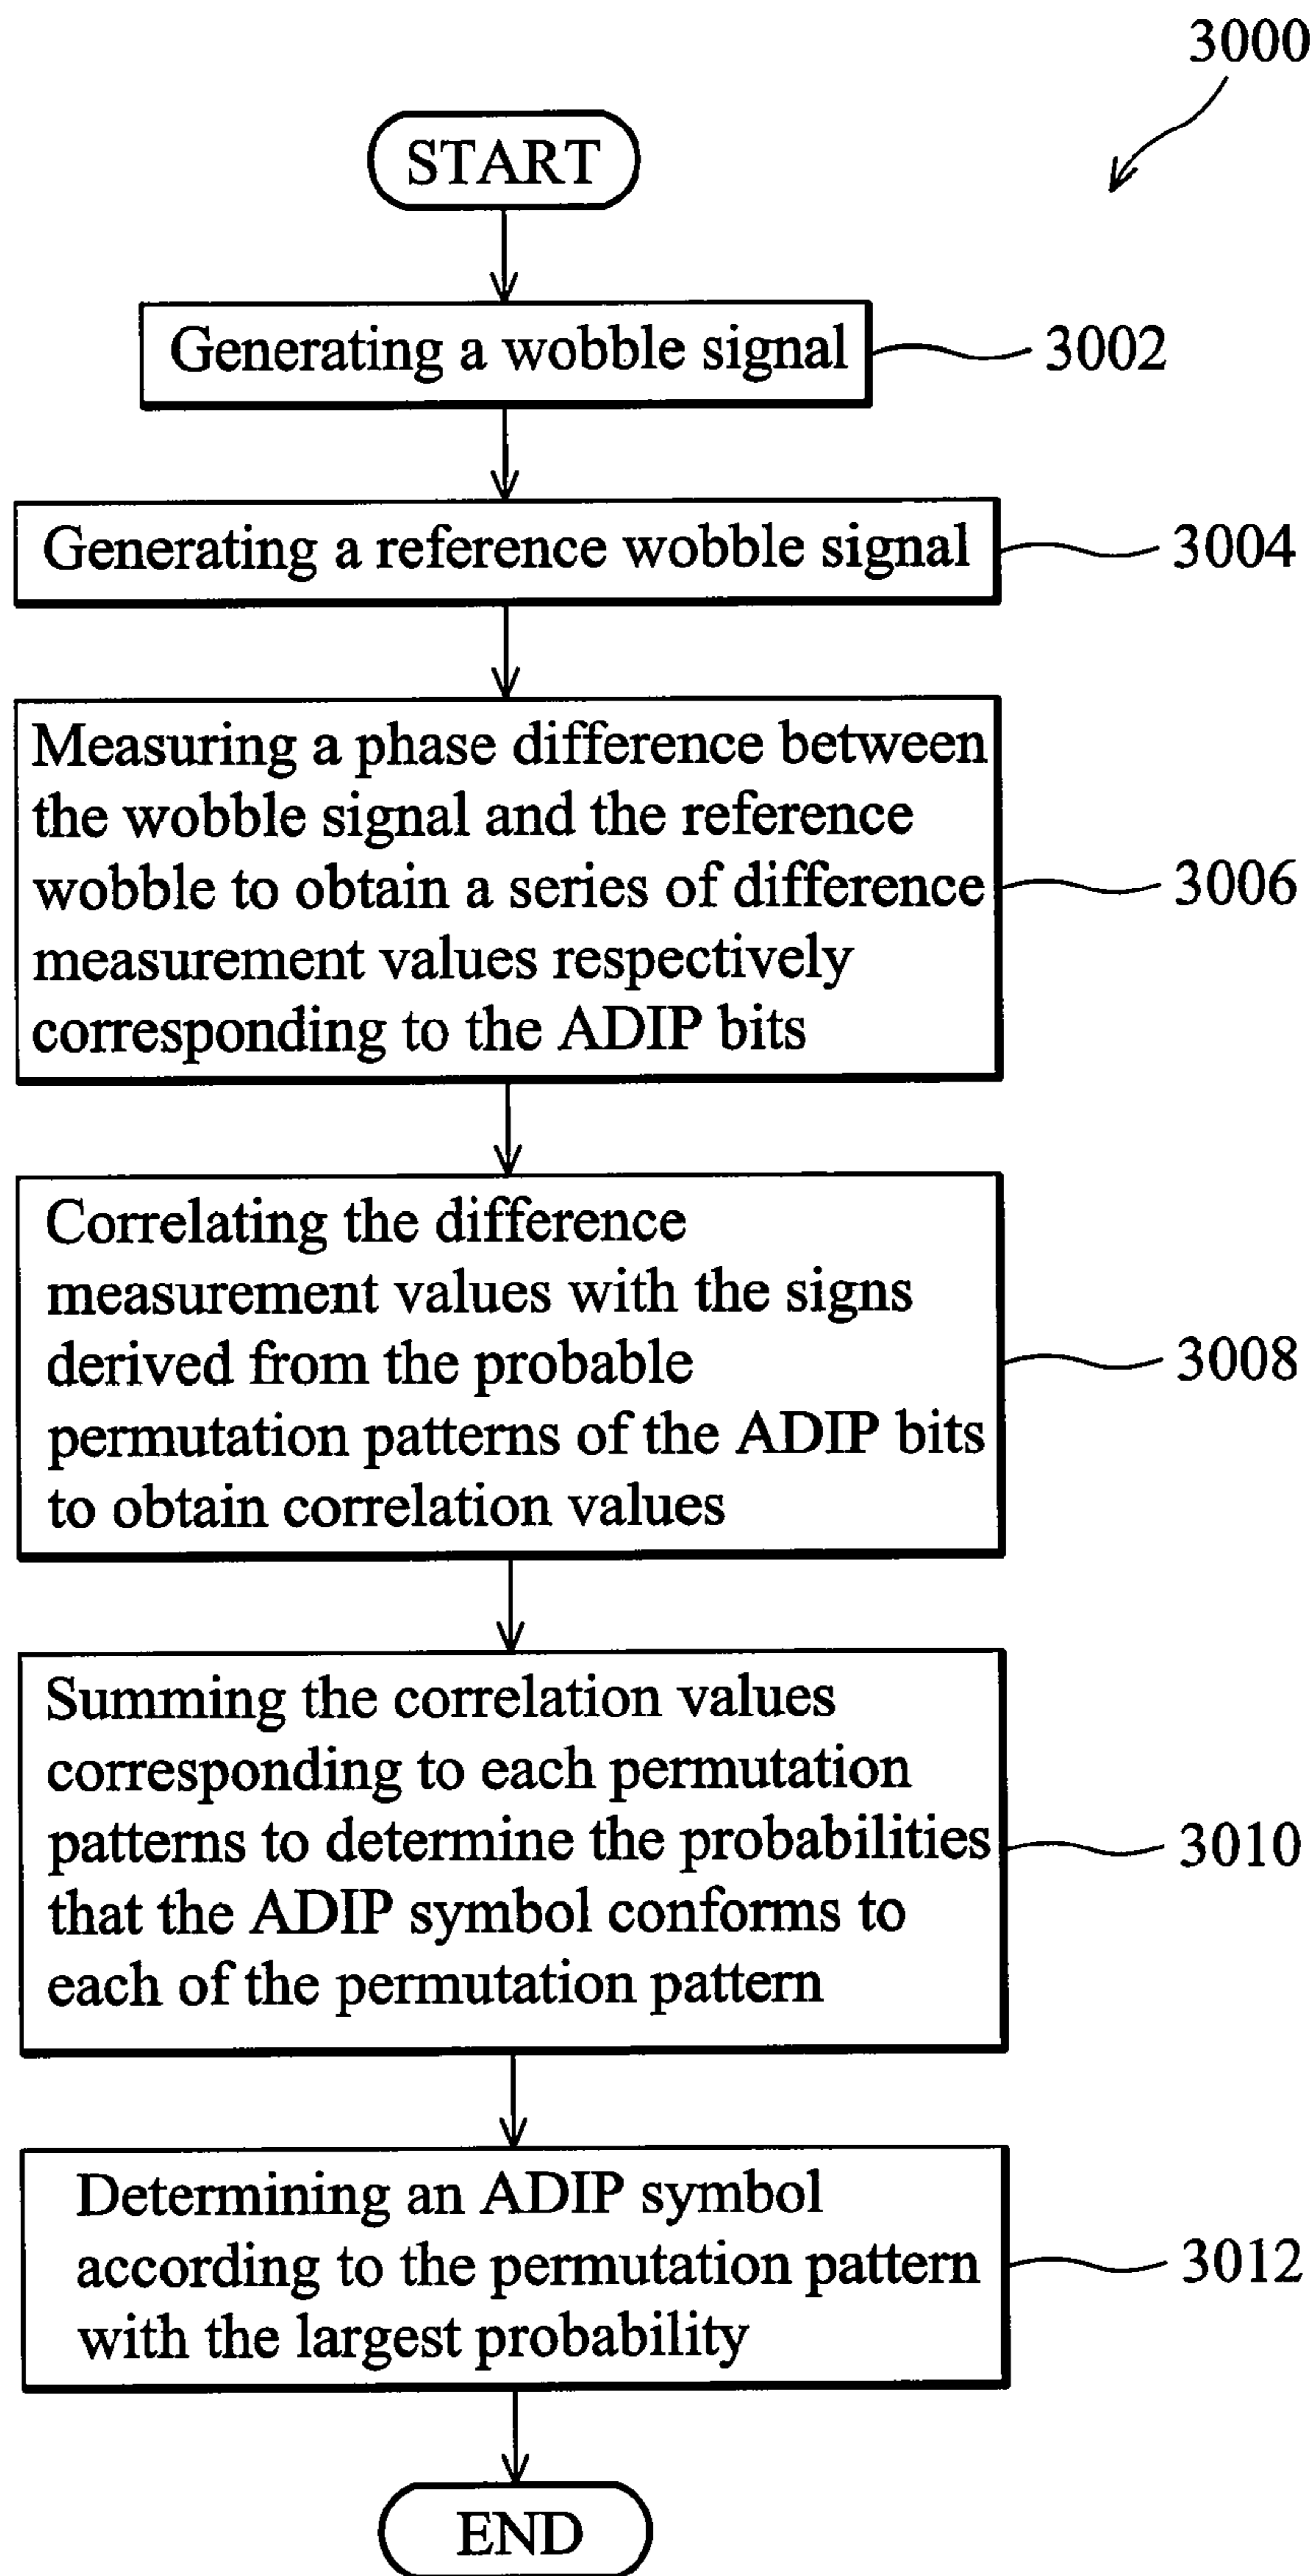 3000
START
Generating a wobble signal
3002
Generating a reference wobble signal
3004
Measuring a phase difference between
the wobble signal and the reference
wobble to obtain a series of difference
measurement values respectively
corresponding to the ADIP bits
3006
Correlating the difference
measurement values with the signs
derived from the probable
permutation patterns of the ADIP bits
to obtain correlation values
3008
Summing the correlation values
corresponding to each permutation
patterns to determine the probabilities
that the ADIP symbol conforms to
each of the permutation pattern
3010
Determining an ADIP symbol
according to the permutation pattern
with the largest probability
3012
END